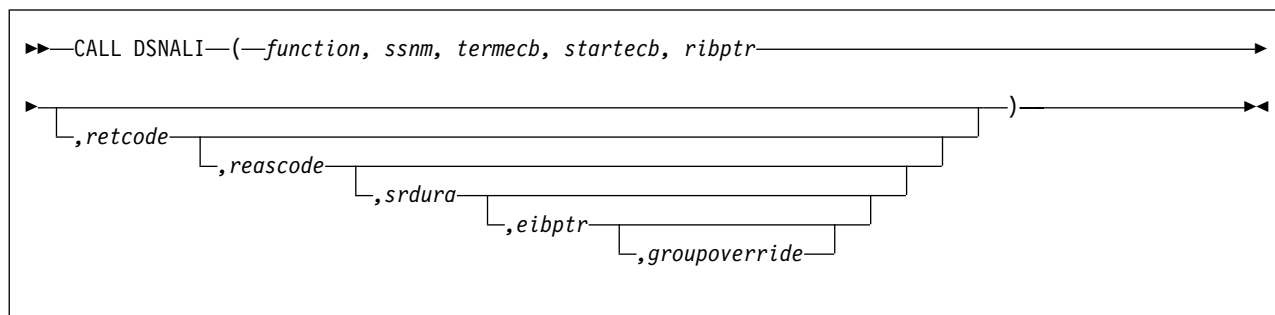 CALL DSNALI ( function, ssnm, termecb, startecb, ribptr
)
,retcode
,reascode
,srdura
,eibptr
,groupoverride